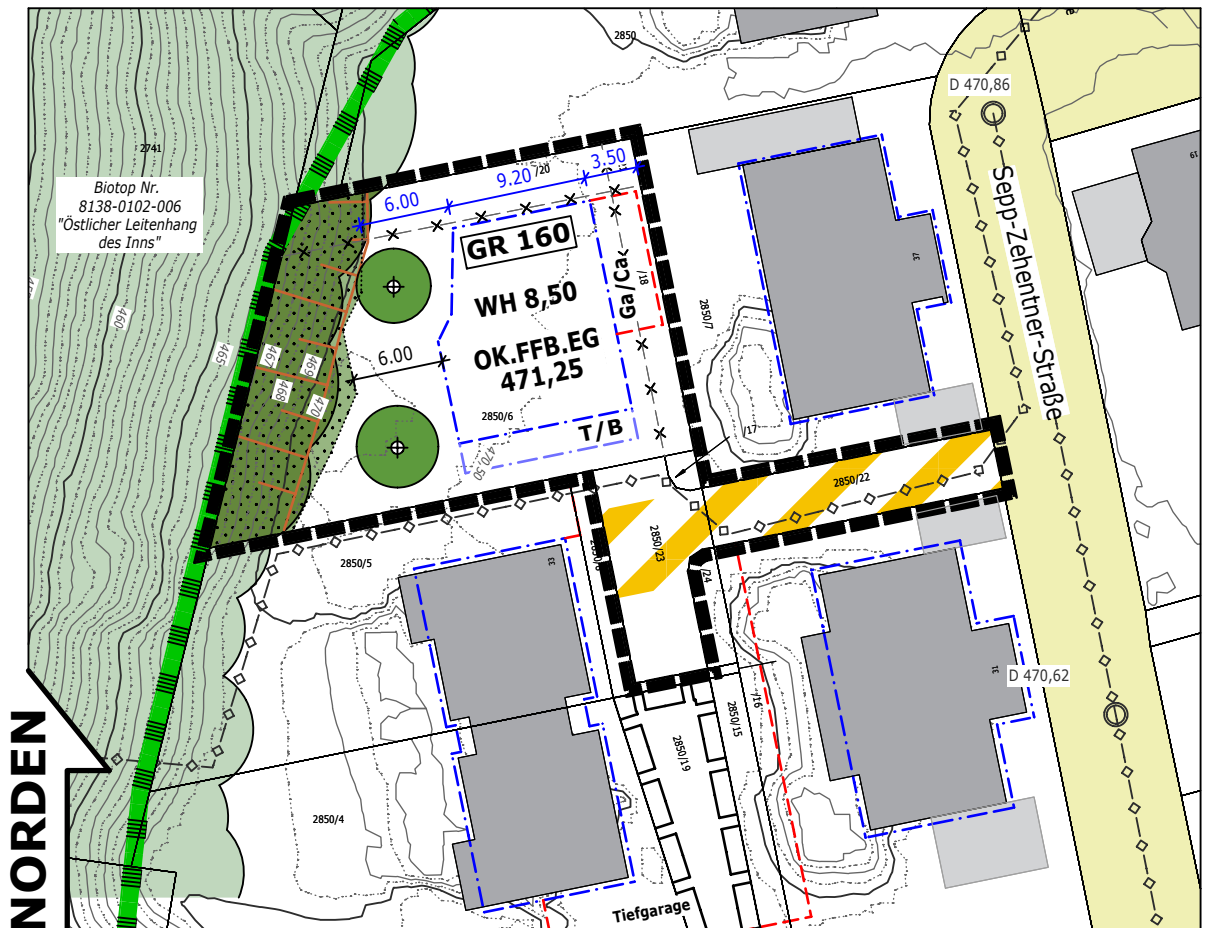 2850
D 470,86
2741
Biotop Nr.
8138-0102-006
"Östlicher Leitenhang
des Inns"
6.00
9.20
/20
3.50
19
Sepp-Zehentner-Straße
GR 160
WH 8,50
OK.FFB.EG
471,25
Ga/Ca
/18
37
2850/7
460
465
467
468
469
470
6.00
2850/6
470.50
T/B
/17
2850/22
2850/23
/24
2850/5
33
31
D 470,62
/16
2850/15
2850/19
2850/4
NORDEN
Tiefgarage